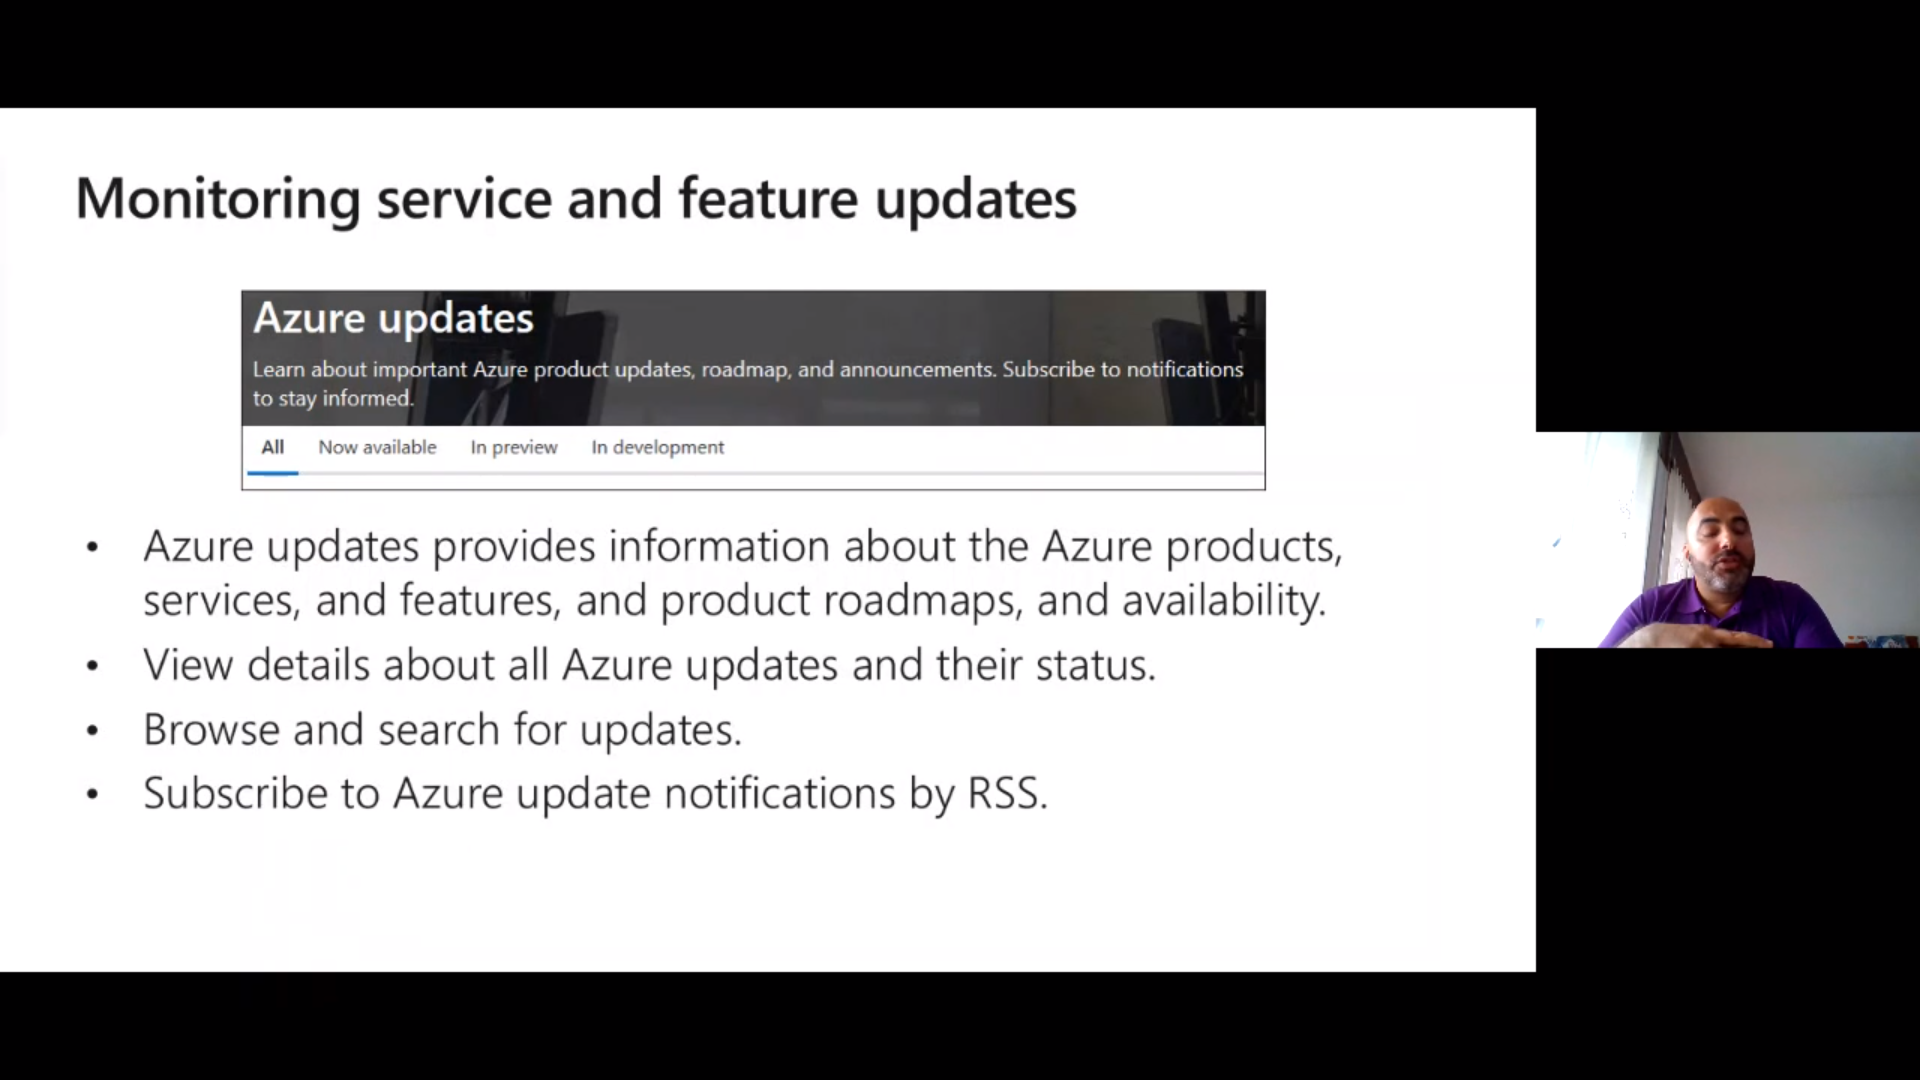 Monitoring service and feature updates
Azure updates
Learn about important Azure product updates, roadmap, and announcements. Subscribe to notifications
to stay informed.
All Now available In preview In development
• Azure updates provides information about the Azure products,
services, and features, and product roadmaps, and availability.
• View details about all Azure updates and their status.
• Browse and search for updates.
• Subscribe to Azure update notifications by RSS.